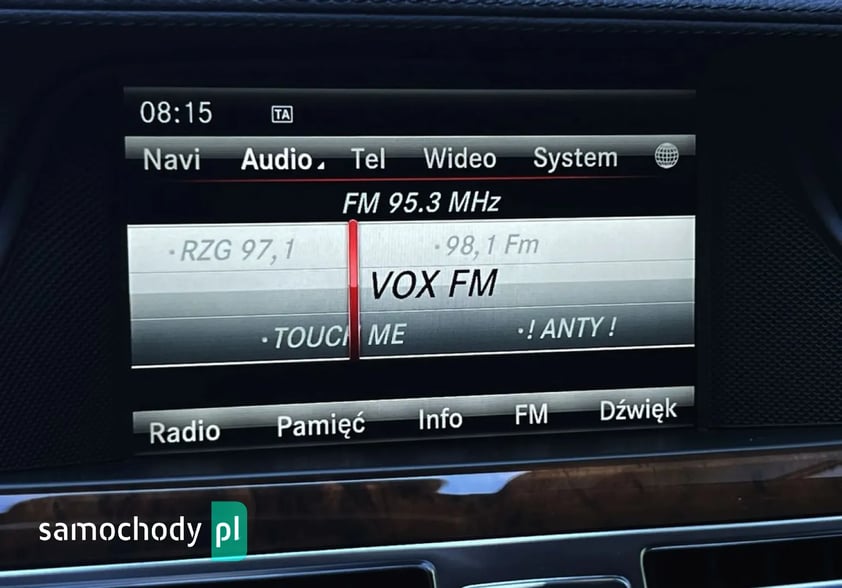 08:15 TA
Navi Audio Tel Wideo System
FM 95.3 MHz
·RZG 97,1 ·98,1 Fm
VOX FM
·TOUCH ME ·! ANTY !
Radio Pamięć Info FM Dźwięk
samochody pl